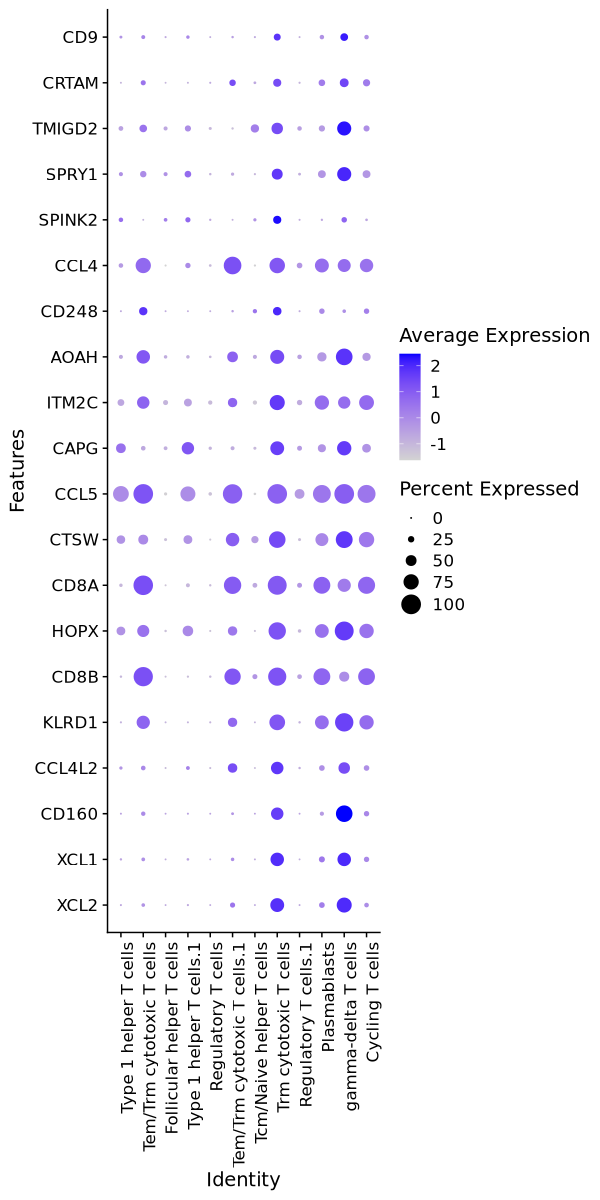 CD9
CRTAM
TMIGD2
SPRY1
SPINK2
CCL4
CD248
AOAH
ITM2C
CAPG
CCL5
CTSW
CD8A
HOPX
CD8B
KLRD1
CCL4L2
CD160
XCL1
XCL2
Features
Type 1 helper T cells
Tem/Trm cytotoxic T cells
Follicular helper T cells
Type 1 helper T cells.1
Regulatory T cells
Tem/Trm cytotoxic T cells.1
Tcm/Naive helper T cells
Trm cytotoxic T cells
Regulatory T cells.1
Plasmablasts
gamma-delta T cells
Cycling T cells
Identity
Average Expression
2
1
0
-1
Percent Expressed
0
25
50
75
100